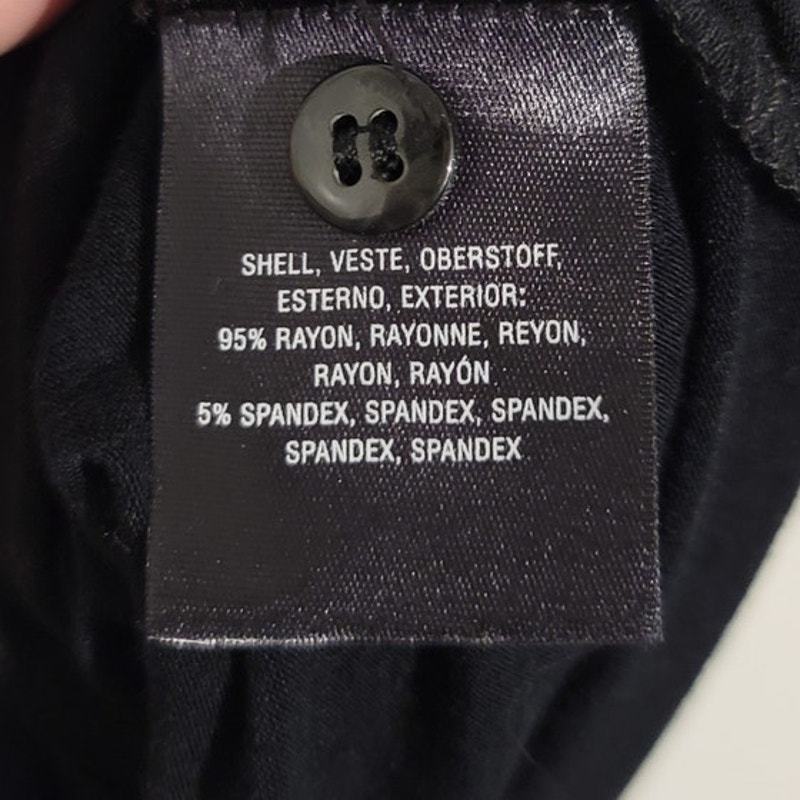 SHELL, VESTE, OBERSTOFF,
ESTERNO, EXTERIOR:
95% RAYON, RAYONNE, REYON,
RAYON, RAYÓN
5% SPANDEX, SPANDEX, SPANDEX,
SPANDEX, SPANDEX